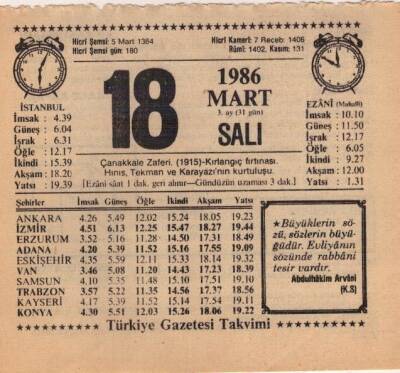 Hicri Şemsî: 5 Mart 1364
Hicri Şemsî gün: 180
Hicrî Kamerî: 7 Receb: 1406
Rûmî: 1402, Kasım: 131
İSTANBUL
İmsak : 4.39
Güneş : 6.04
İşrak : 6.31
Öğle : 12.17
İkindi : 15.39
Akşam : 18.20
Yatsı : 19.39
18
1986
MART
3. ay (31 gün)
SALI
EZÂNÎ (Mahallî)
İmsak : 10.10
Güneş : 11.50
İşrak : 12.17
Öğle : 6.05
İkindi : 9.27
Akşam : 12.00
Yatsı : 1.31
Çanakkale Zaferi. (1915)-Kırlangıç fırtınası.
Hınıs, Tekman ve Karayazı'nın kurtuluşu.
[Ezânî sâat 1 dak. geri alınır—Gündüzün uzaması 3 dak.]
Şehirler İmsak Güneş Öğle İkindi Akşam Yatsı
ANKARA 4.26 5.49 12.02 15.24 18.05 19.23
İZMİR 4.51 6.13 12.25 15.47 18.27 19.44
ERZURUM 3.52 5.16 11.28 14.50 17.31 18.49
ADANA 4.20 5.39 11.52 15.16 17.55 19.09
ESKİŞEHİR 4.35 5.59 12.11 15.33 18.14 19.32
VAN 3.46 5.08 11.20 14.43 17.23 18.39
SAMSUN 4.10 5.35 11.48 15.10 17.51 19.10
TRABZON 3.57 5.22 11.35 14.56 17.37 18.56
KAYSERİ 4.17 5.39 11.52 15.14 17.54 19.11
KONYA 4.30 5.51 12.03 15.26 18.06 19.22
★Büyüklerin sö-
zü, sözlerin büyü-
ğüdür. Evliyânın
sözünde rabbânî
tesir vardır.
Abdulhâkim Arvâsî
(K.S)
Türkiye Gazetesi Takvimi